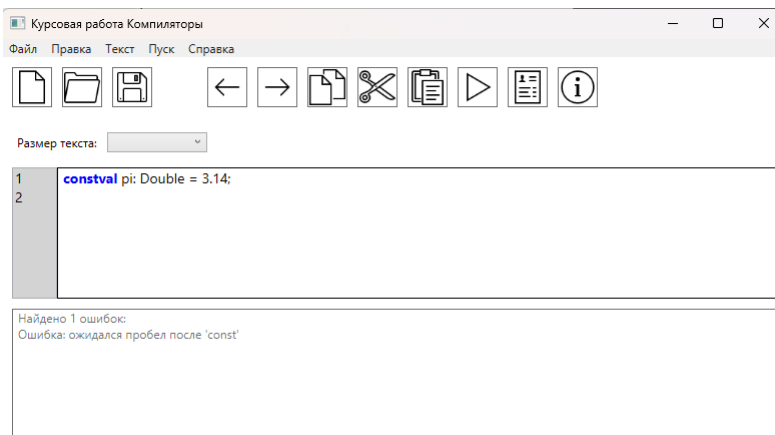 Курсовая работа Компиляторы
Файл Правка Текст Пуск Справка
Размер текста:
1 constval pi: Double = 3.14;
2
Найдено 1 ошибок:
Ошибка: ожидался пробел после 'const'